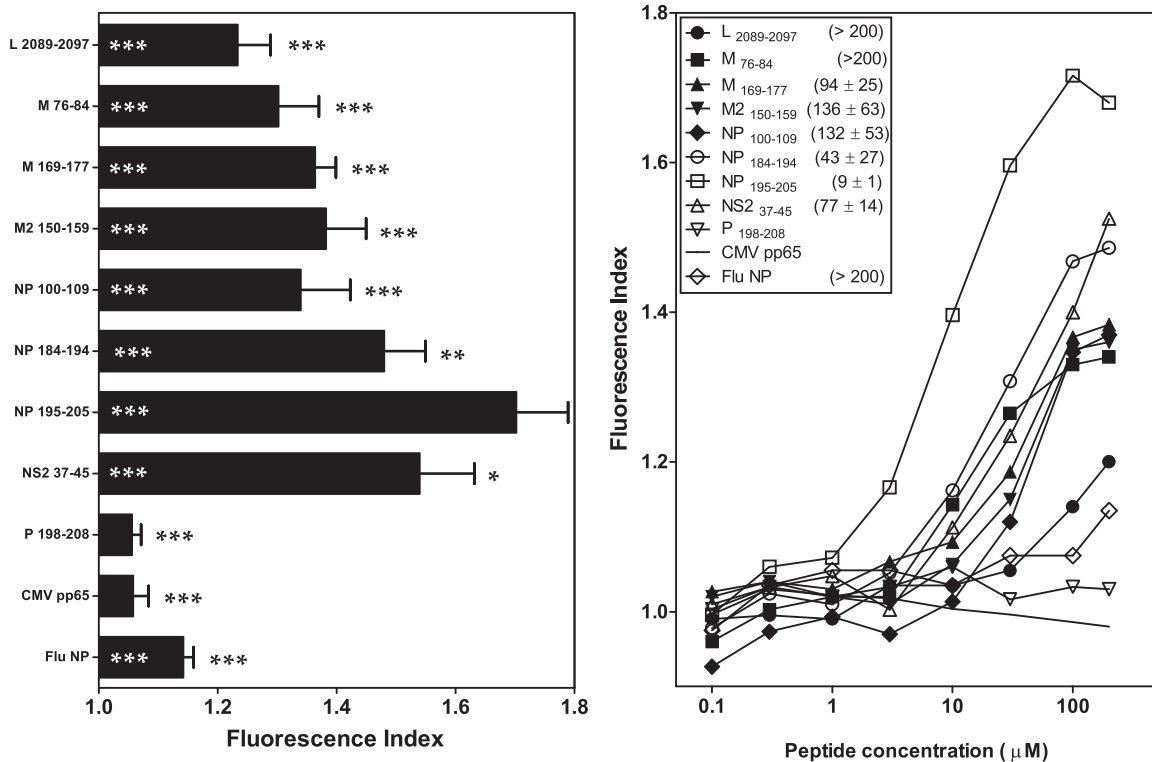 L 2089-2097
*** ***
M 76-84
*** ***
M 169-177
*** ***
M2 150-159
*** ***
NP 100-109
*** ***
NP 184-194
*** **
NP 195-205
***
NS2 37-45
*** *
P 198-208
***
CMV pp65
***
Flu NP
*** ***
1.0 1.2 1.4 1.6 1.8
Fluorescence Index
1.8
1.6
1.4
1.2
1.0
Fluorescence Index
L 2089-2097 (> 200)
M 76-84 (>200)
M 169-177 (94 ± 25)
M2 150-159 (136 ± 63)
NP 100-109 (132 ± 53)
NP 184-194 (43 ± 27)
NP 195-205 (9 ± 1)
NS2 37-45 (77 ± 14)
P 198-208
CMV pp65
Flu NP (> 200)
0.1 1 10 100
Peptide concentration ( μM)